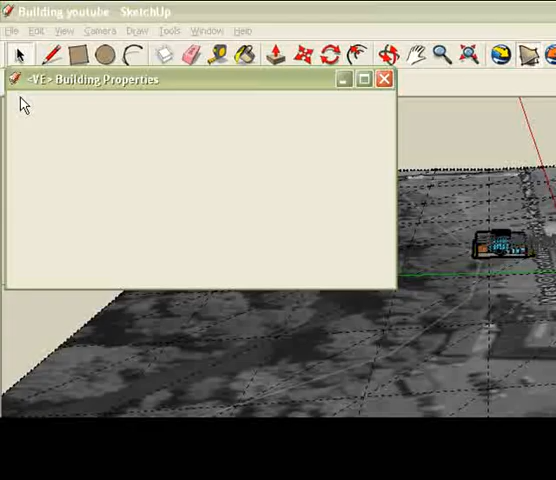 Building youtube - SketchUp
File Edit View Camera Draw Tools Window Help
<VE> Building Properties